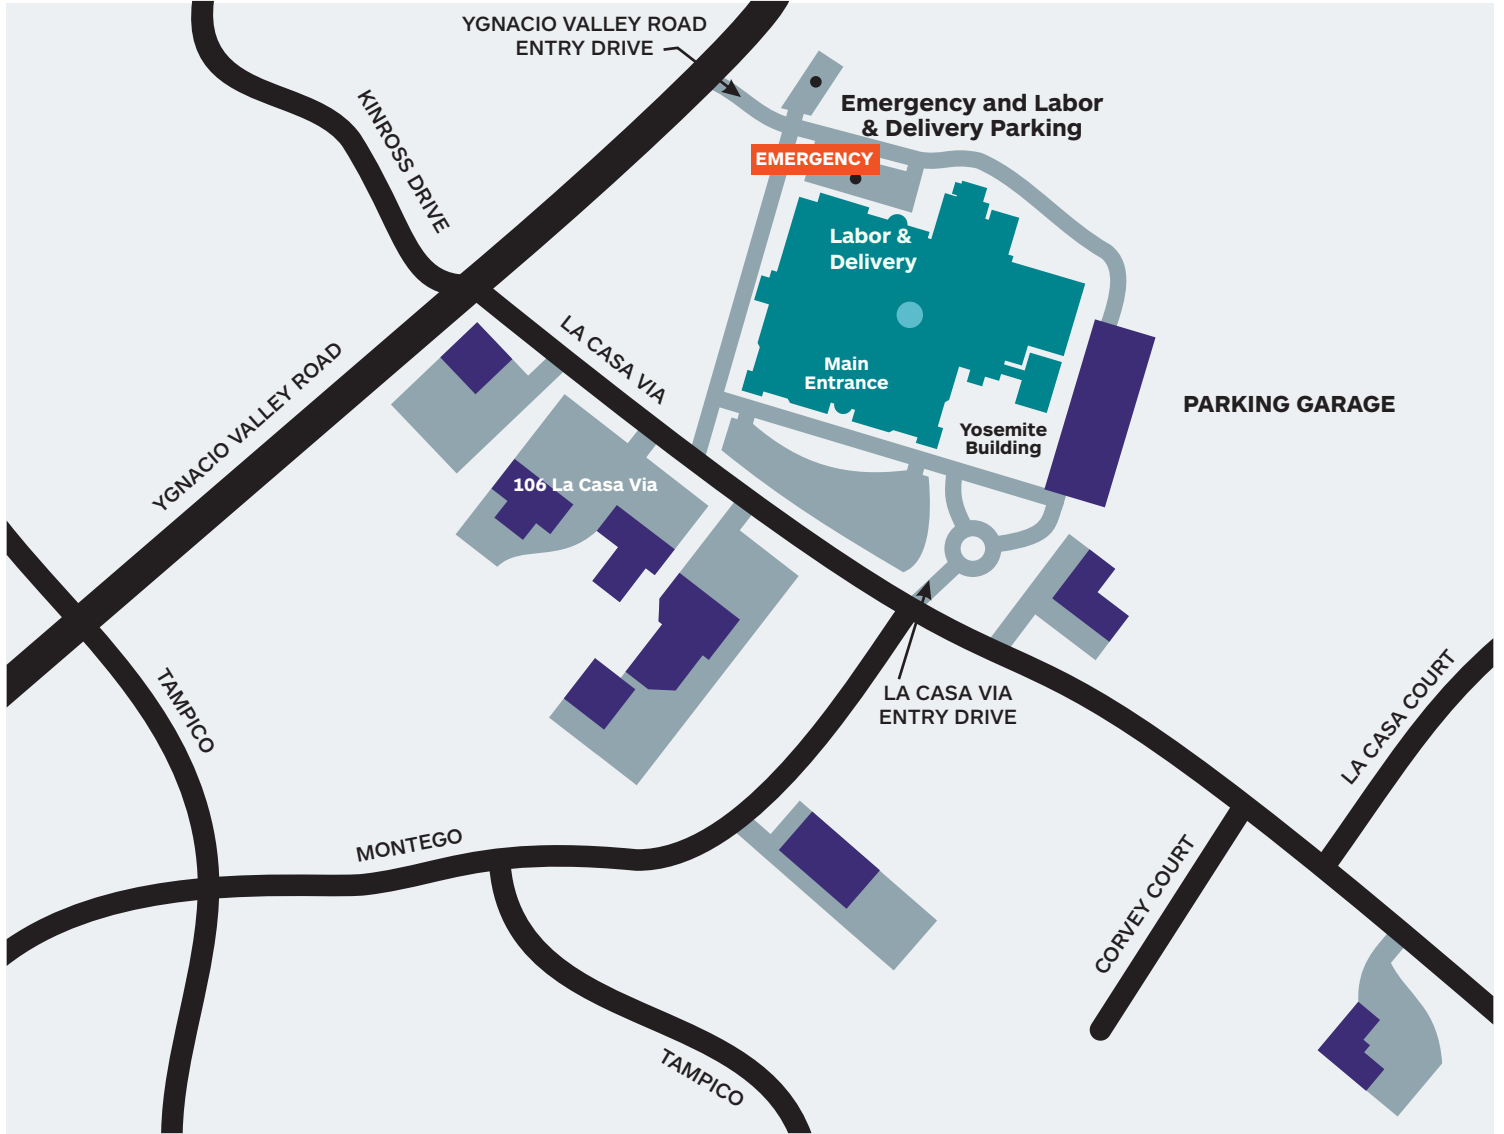 YGNACIO VALLEY ROAD
ENTRY DRIVE
KINROSS DRIVE
Emergency and Labor
& Delivery Parking
EMERGENCY
Labor &
Delivery
LA CASA VIA
YGNACIO VALLEY ROAD
Main
Entrance
PARKING GARAGE
Yosemite
Building
106 La Casa Via
TAMPICO
LA CASA VIA
ENTRY DRIVE
LA CASA COURT
MONTEGO
CORVEY COURT
TAMPICO